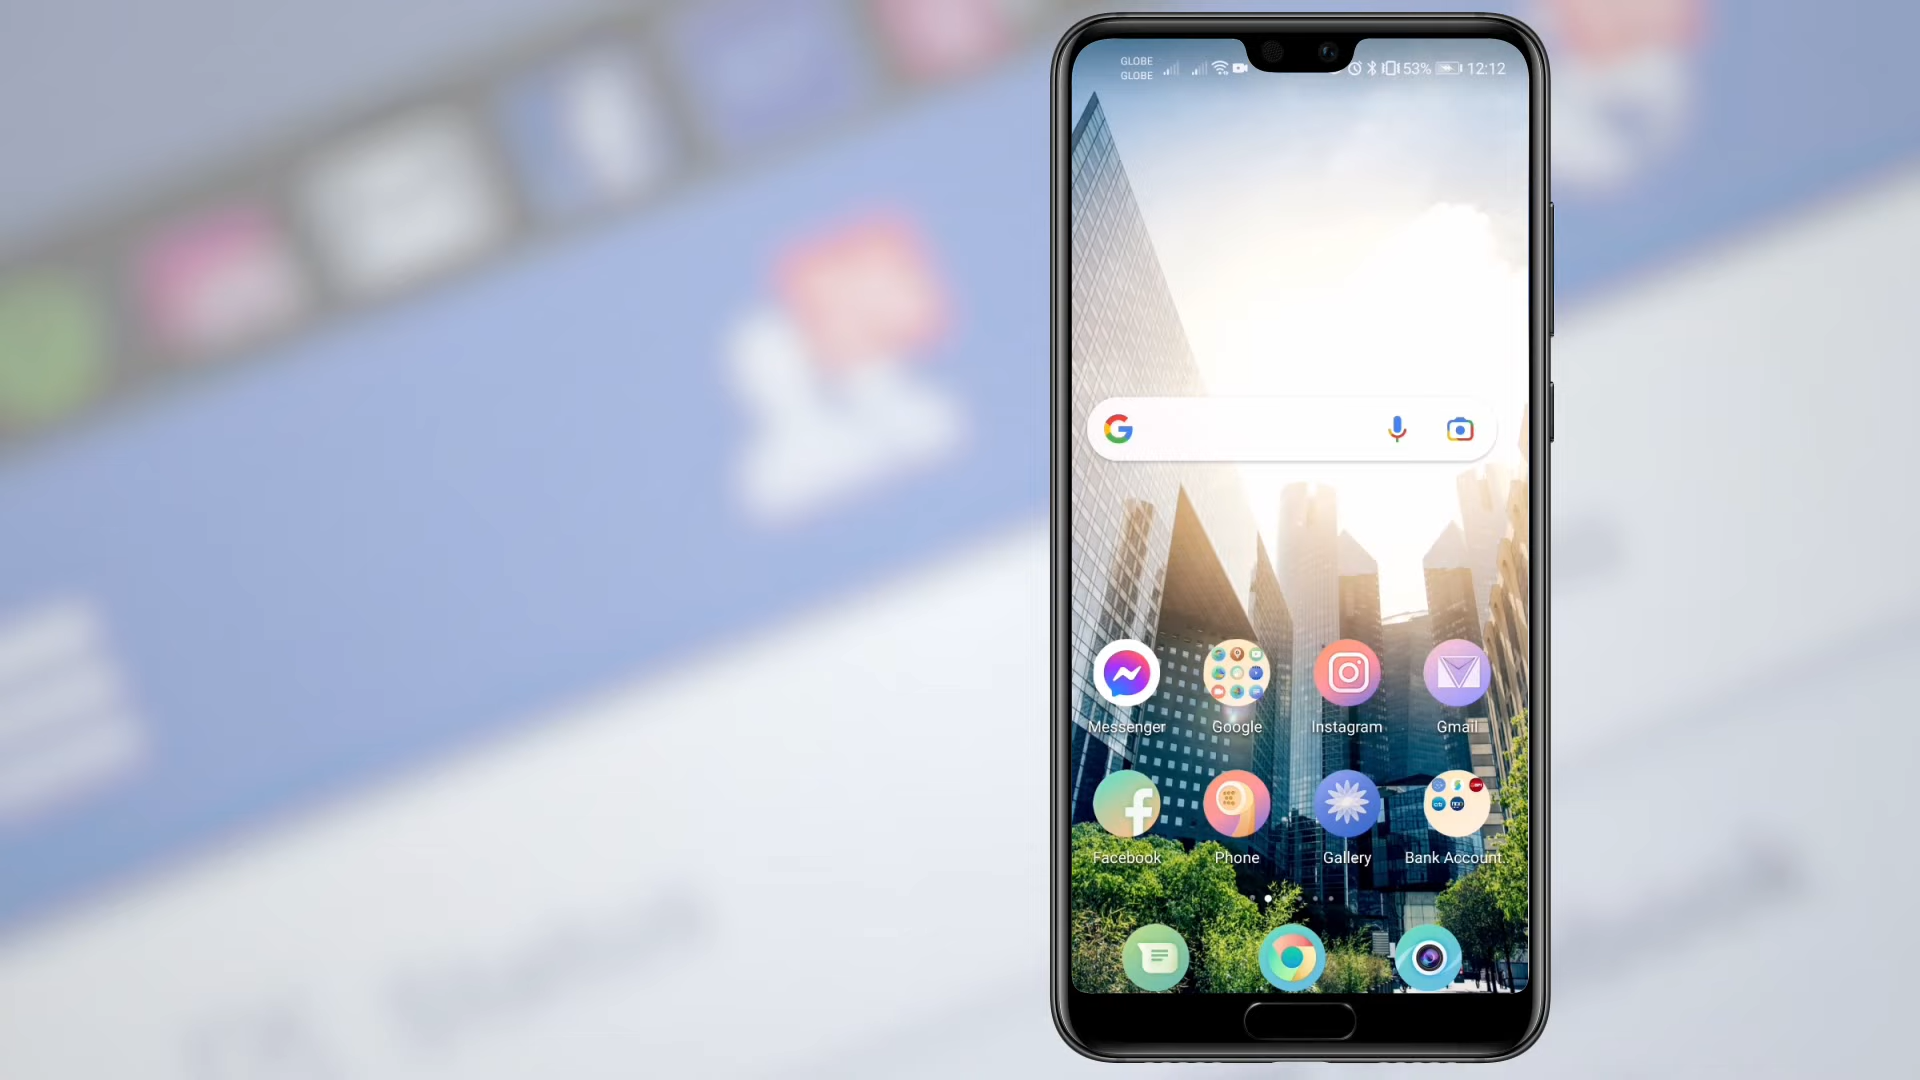 GLOBE
GLOBE
53% 12:12
Messenger Google Instagram Gmail
Facebook Phone Gallery Bank Account..